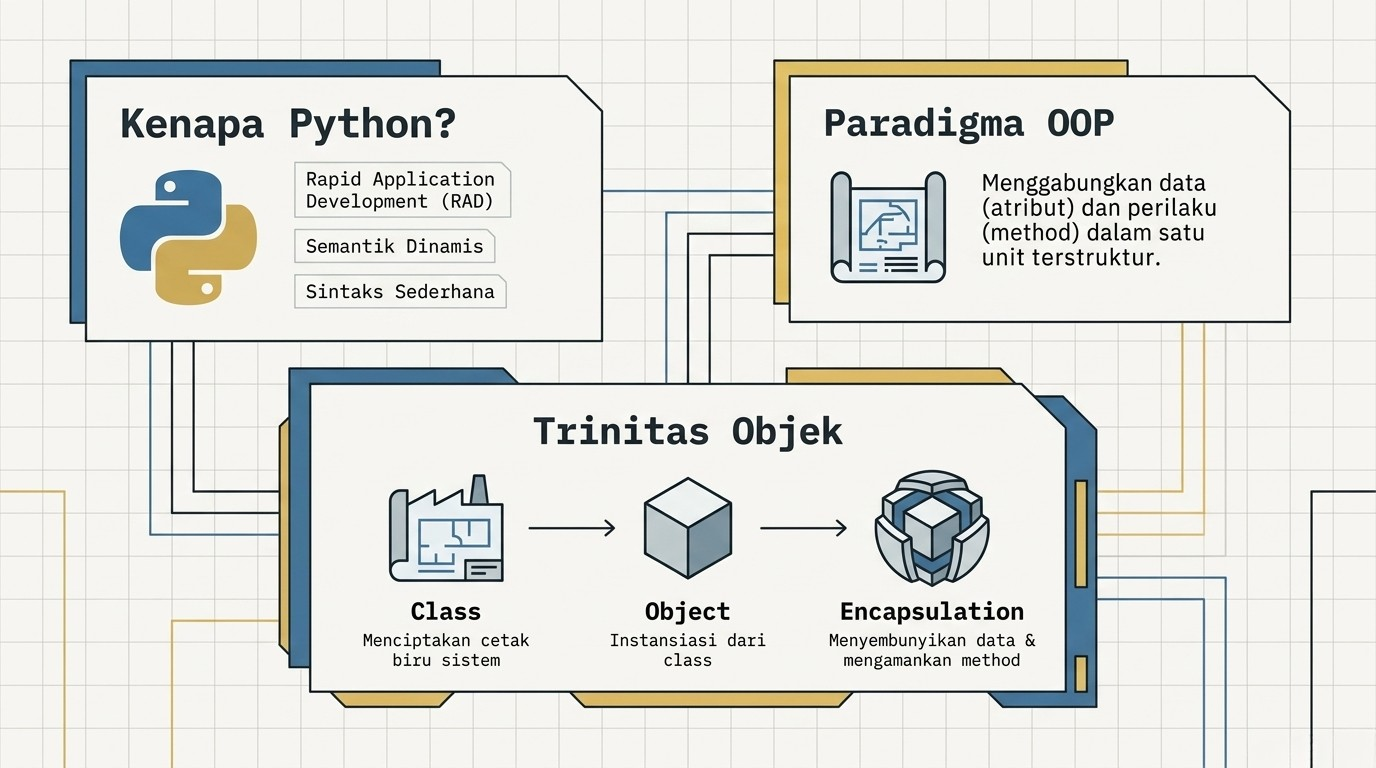 Kenapa Python?
Rapid Application
Development (RAD)
Semantik Dinamis
Sintaks Sederhana
Paradigma OOP
Menggabungkan data
(atribut) dan perilaku
(method) dalam satu
unit terstruktur.
Trinitas Objek
Class
Menciptakan cetak
biru sistem
Object
Instansiasi dari
class
Encapsulation
Menyembunyikan data &
mengamankan method